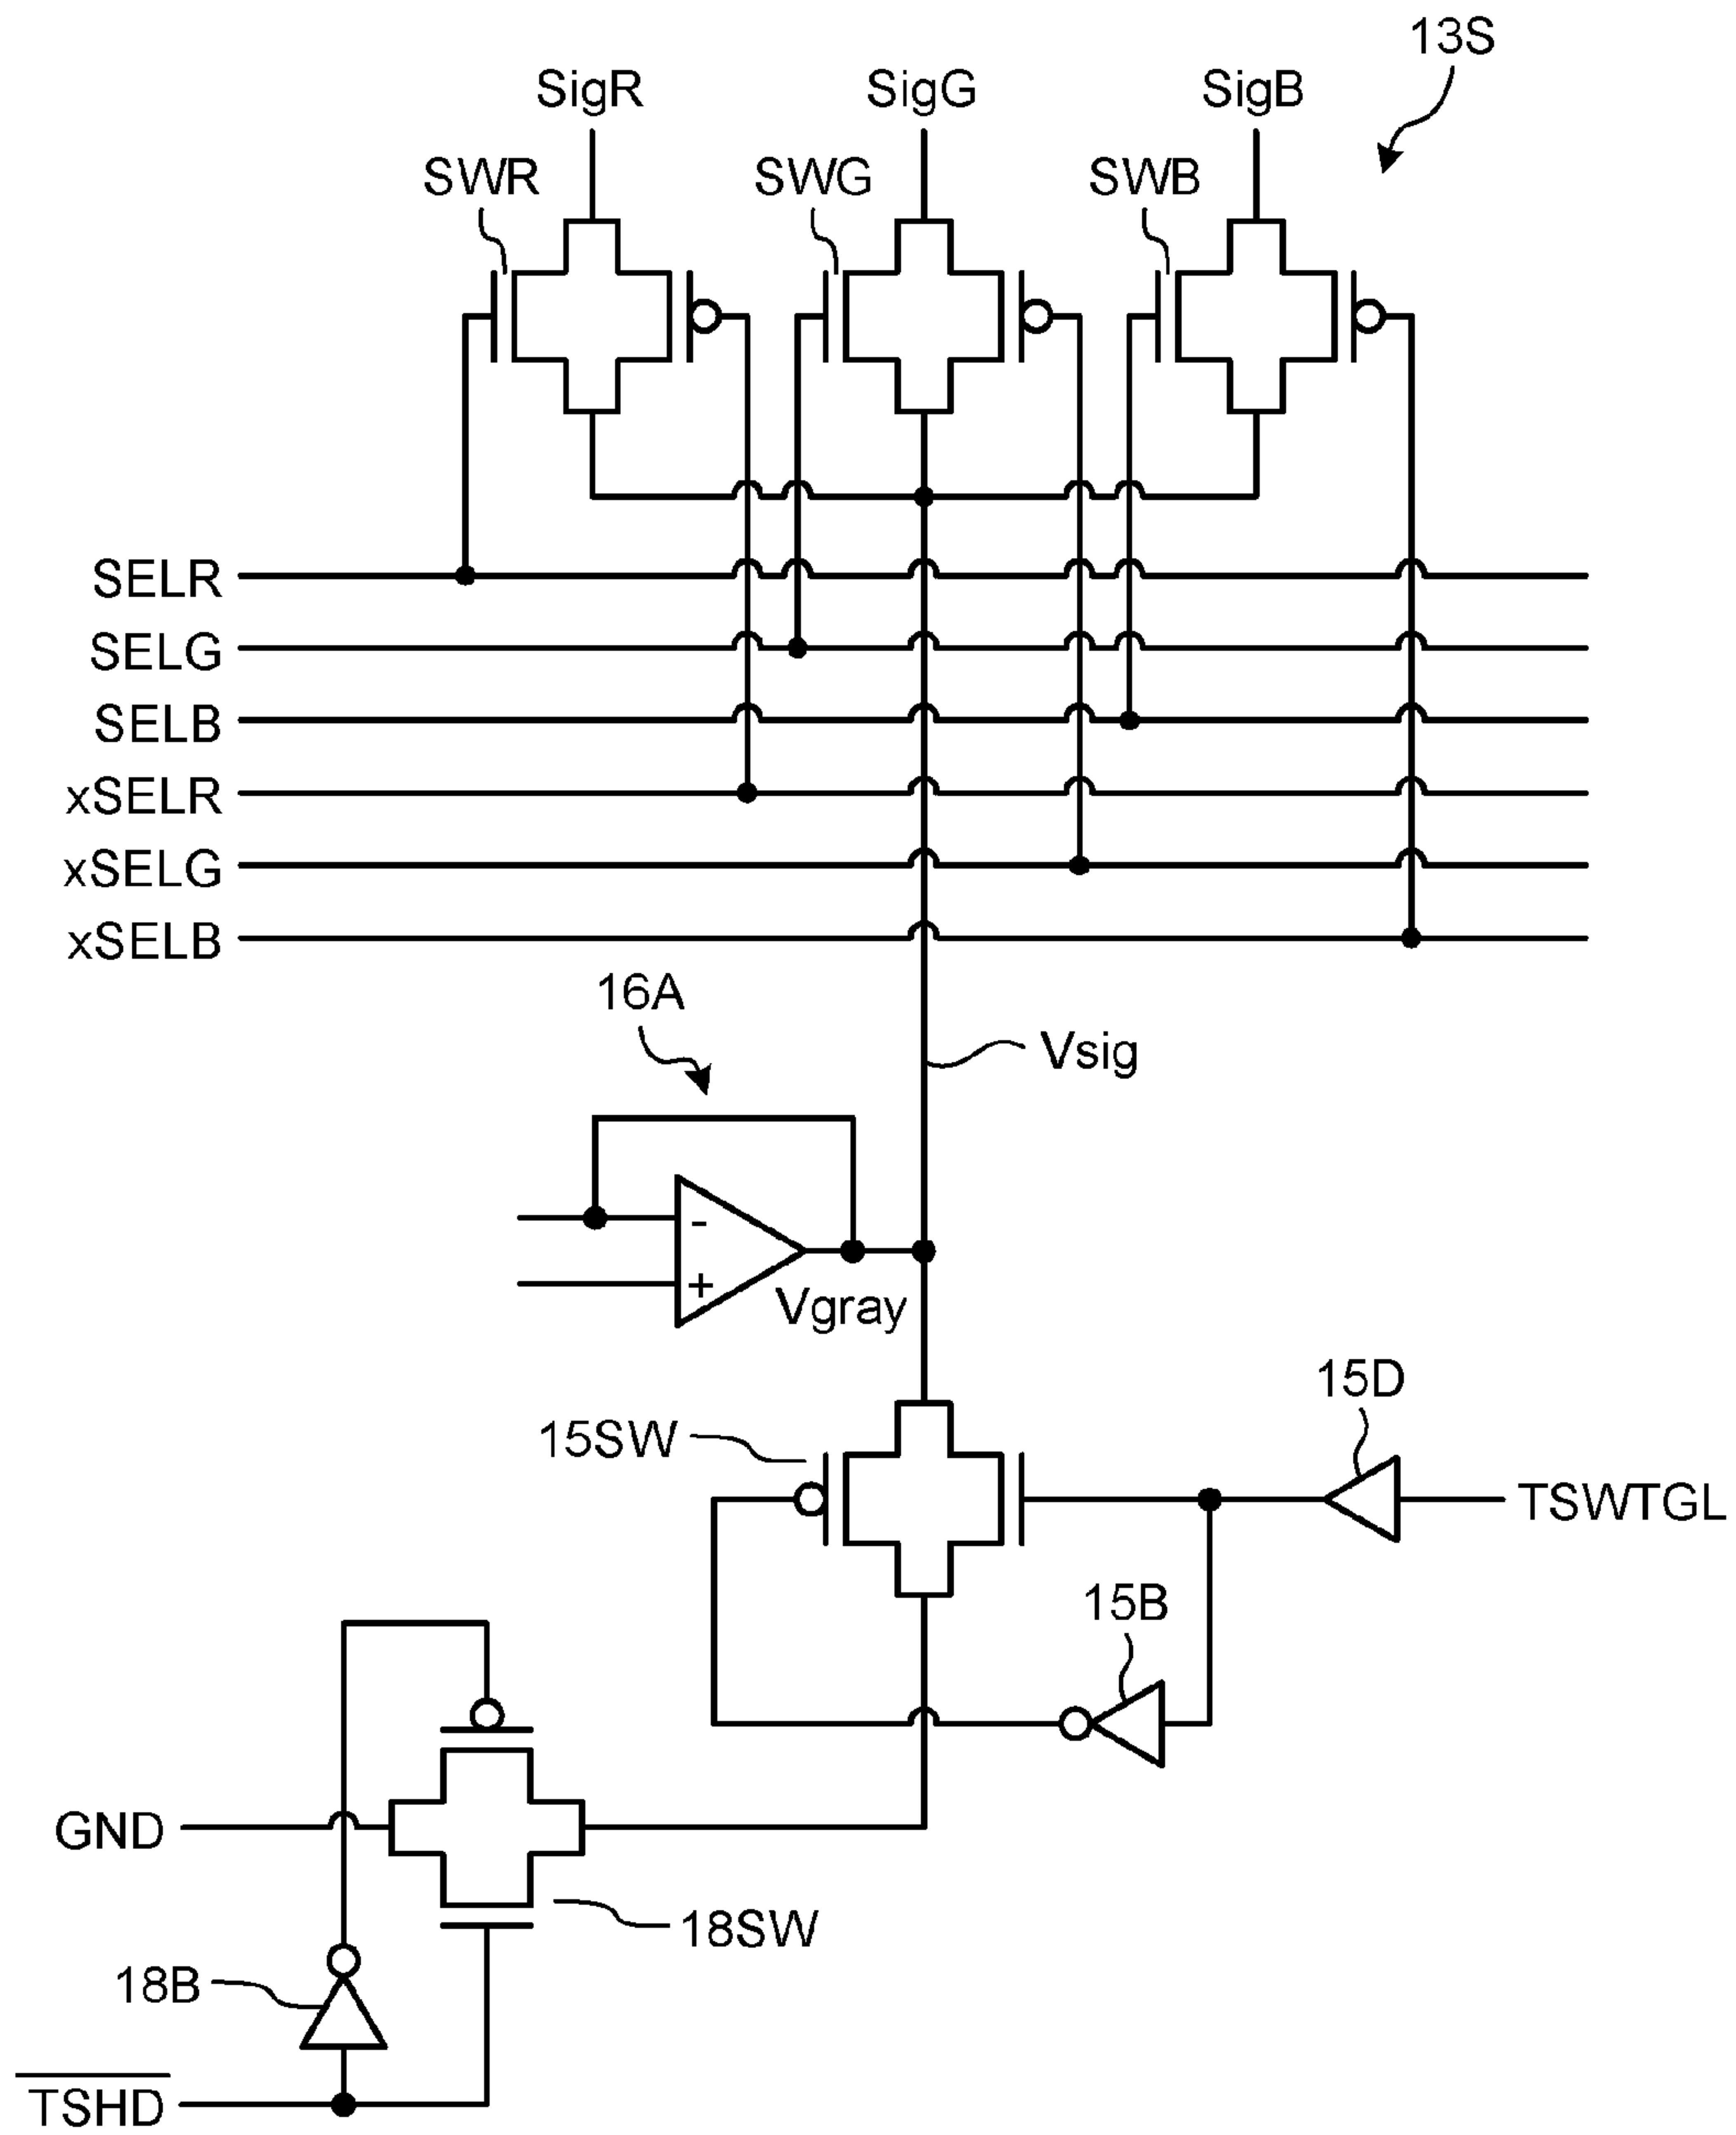 13S
SigR
SigG
SigB
SWR
SWG
SWB
SELR
SELG
SELB
xSELR
xSELG
xSELB
16A
Vsig
-
+
Vgray
15D
15SW
TSWTGL
15B
GND
18SW
18B
TSHD